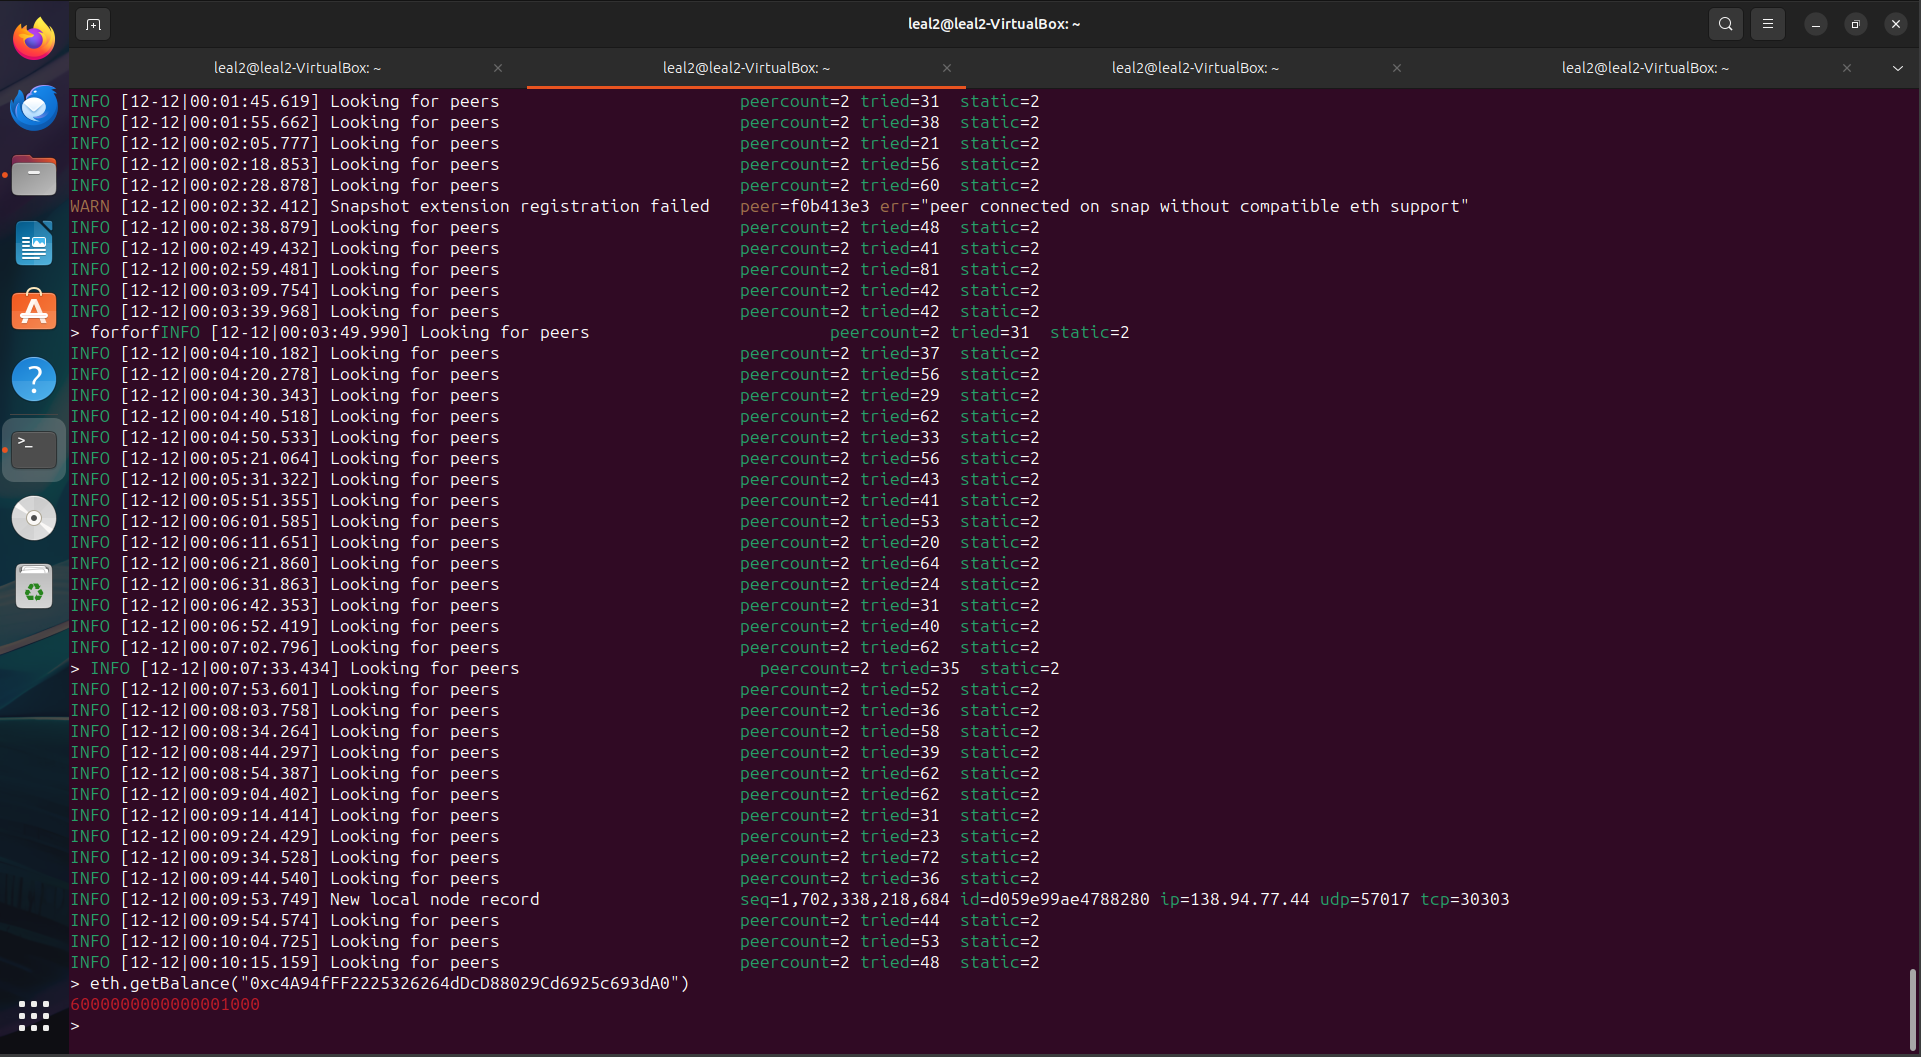 leal2@leal2-VirtualBox: ~
leal2@leal2-VirtualBox: ~
leal2@leal2-VirtualBox: ~
leal2@leal2-VirtualBox: ~
leal2@leal2-VirtualBox: ~
INFO [12-12|00:01:45.619] Looking for peers peercount=2 tried=31 static=2
INFO [12-12|00:01:55.662] Looking for peers peercount=2 tried=38 static=2
INFO [12-12|00:02:05.777] Looking for peers peercount=2 tried=21 static=2
INFO [12-12|00:02:18.853] Looking for peers peercount=2 tried=56 static=2
INFO [12-12|00:02:28.878] Looking for peers peercount=2 tried=60 static=2
WARN [12-12|00:02:32.412] Snapshot extension registration failed peer=f0b413e3 err="peer connected on snap without compatible eth support"
INFO [12-12|00:02:38.879] Looking for peers peercount=2 tried=48 static=2
INFO [12-12|00:02:49.432] Looking for peers peercount=2 tried=41 static=2
INFO [12-12|00:02:59.481] Looking for peers peercount=2 tried=81 static=2
INFO [12-12|00:03:09.754] Looking for peers peercount=2 tried=42 static=2
INFO [12-12|00:03:39.968] Looking for peers peercount=2 tried=42 static=2
> forforfINFO [12-12|00:03:49.990] Looking for peers peercount=2 tried=31 static=2
INFO [12-12|00:04:10.182] Looking for peers peercount=2 tried=37 static=2
INFO [12-12|00:04:20.278] Looking for peers peercount=2 tried=56 static=2
INFO [12-12|00:04:30.343] Looking for peers peercount=2 tried=29 static=2
INFO [12-12|00:04:40.518] Looking for peers peercount=2 tried=62 static=2
INFO [12-12|00:04:50.533] Looking for peers peercount=2 tried=33 static=2
INFO [12-12|00:05:21.064] Looking for peers peercount=2 tried=56 static=2
INFO [12-12|00:05:31.322] Looking for peers peercount=2 tried=43 static=2
INFO [12-12|00:05:51.355] Looking for peers peercount=2 tried=41 static=2
INFO [12-12|00:06:01.585] Looking for peers peercount=2 tried=53 static=2
INFO [12-12|00:06:11.651] Looking for peers peercount=2 tried=20 static=2
INFO [12-12|00:06:21.860] Looking for peers peercount=2 tried=64 static=2
INFO [12-12|00:06:31.863] Looking for peers peercount=2 tried=24 static=2
INFO [12-12|00:06:42.353] Looking for peers peercount=2 tried=31 static=2
INFO [12-12|00:06:52.419] Looking for peers peercount=2 tried=40 static=2
INFO [12-12|00:07:02.796] Looking for peers peercount=2 tried=62 static=2
> INFO [12-12|00:07:33.434] Looking for peers peercount=2 tried=35 static=2
INFO [12-12|00:07:53.601] Looking for peers peercount=2 tried=52 static=2
INFO [12-12|00:08:03.758] Looking for peers peercount=2 tried=36 static=2
INFO [12-12|00:08:34.264] Looking for peers peercount=2 tried=58 static=2
INFO [12-12|00:08:44.297] Looking for peers peercount=2 tried=39 static=2
INFO [12-12|00:08:54.387] Looking for peers peercount=2 tried=62 static=2
INFO [12-12|00:09:04.402] Looking for peers peercount=2 tried=62 static=2
INFO [12-12|00:09:14.414] Looking for peers peercount=2 tried=31 static=2
INFO [12-12|00:09:24.429] Looking for peers peercount=2 tried=23 static=2
INFO [12-12|00:09:34.528] Looking for peers peercount=2 tried=72 static=2
INFO [12-12|00:09:44.540] Looking for peers peercount=2 tried=36 static=2
INFO [12-12|00:09:53.749] New local node record seq=1,702,338,218,684 id=d059e99ae4788280 ip=138.94.77.44 udp=57017 tcp=30303
INFO [12-12|00:09:54.574] Looking for peers peercount=2 tried=44 static=2
INFO [12-12|00:10:04.725] Looking for peers peercount=2 tried=53 static=2
INFO [12-12|00:10:15.159] Looking for peers peercount=2 tried=48 static=2
> eth.getBalance("0xc4A94fFF2225326264dDcD88029Cd6925c693dA0")
6000000000000001000
>